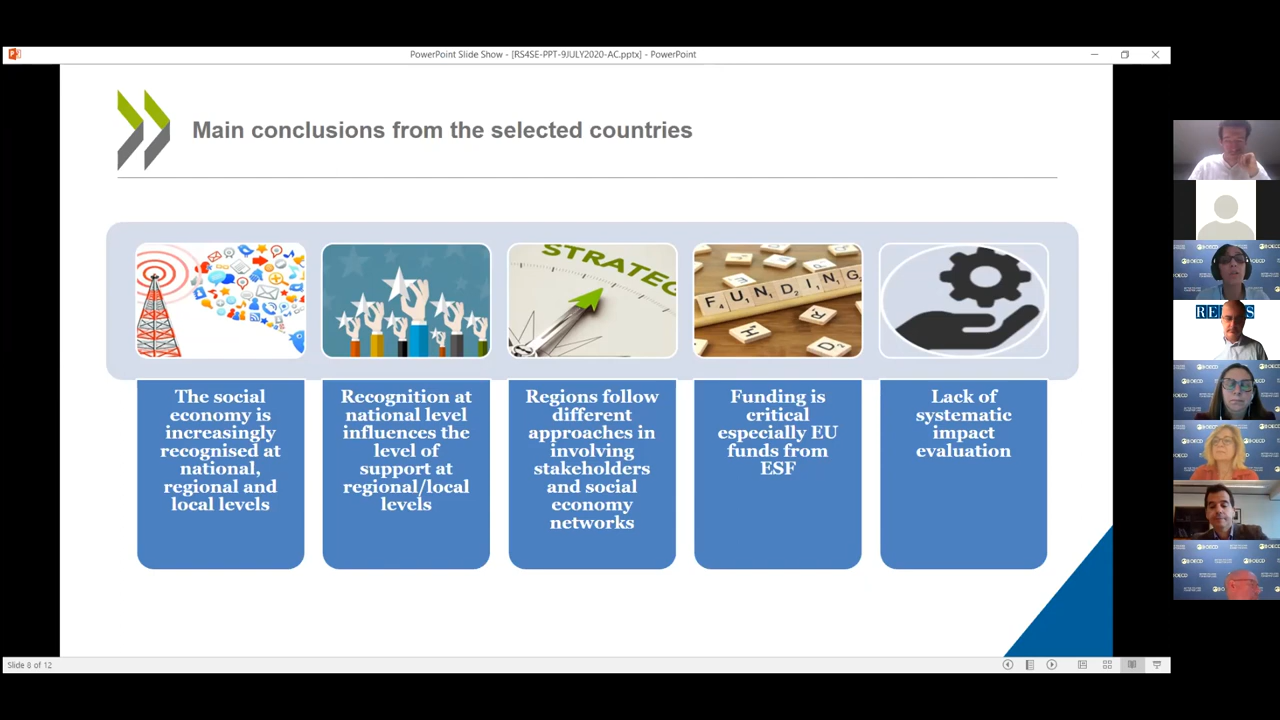 PowerPoint Slide Show - [RS4SE-PPT-9JULY2020-AC.pptx] - PowerPoint
Main conclusions from the selected countries
STRATEG
FUNDING
The social
economy is
increasingly
recognised at
national,
regional and
local levels
Recognition at
national level
influences the
level of
support at
regional/local
levels
Regions follow
different
approaches in
involving
stakeholders
and social
economy
networks
Funding is
critical
especially EU
funds from
ESF
Lack of
systematic
impact
evaluation
Slide 8 of 12
OECD